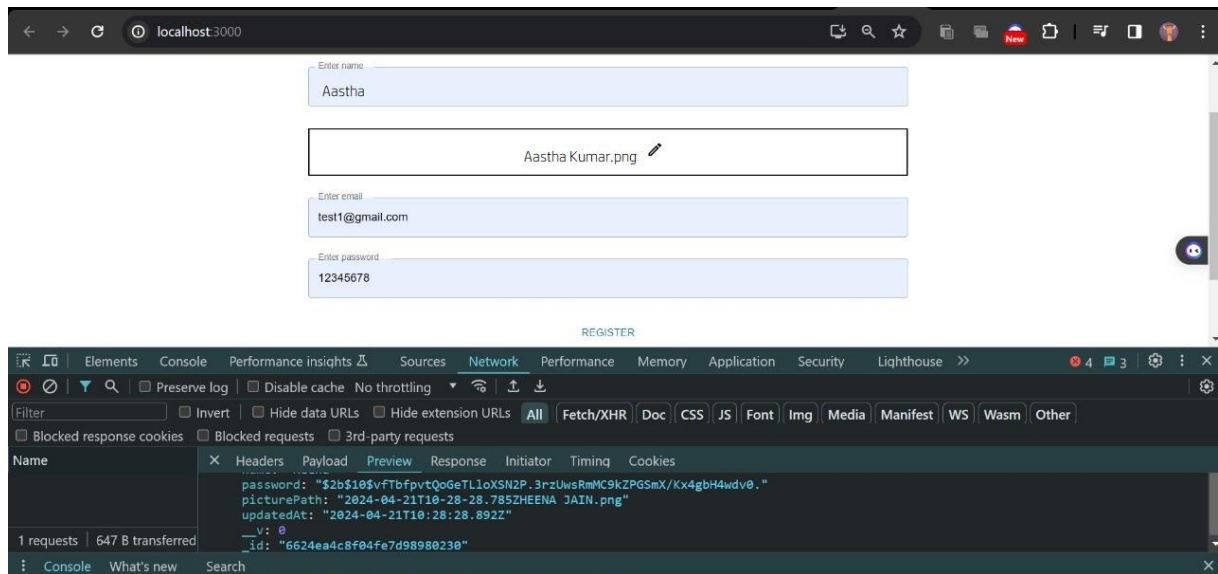 localhost:3000
New
Enter name
Aastha
Aastha Kumar.png
Enter email
test1@gmail.com
Enter password
12345678
REGISTER
Elements Console Performance insights Sources Network Performance Memory Application Security Lighthouse » 4 3
Preserve log Disable cache No throttling
Filter Invert Hide data URLs Hide extension URLs All Fetch/XHR Doc CSS JS Font Img Media Manifest WS Wasm Other
Blocked response cookies Blocked requests 3rd-party requests
Name Headers Payload Preview Response Initiator Timing Cookies
password: "$2b$10$vfTbfpvtQoGeTLloXSN2P.3rzUwsRmMC9kZPGSmX/Kx4gbH4wdv0."
picturePath: "2024-04-21T10-28-28.785ZHEENA JAIN.png"
updatedAt: "2024-04-21T10:28:28.892Z"
__v: 0
_id: "6624ea4c8f04fe7d98980230"
1 requests 647 B transferred
Console What's new Search